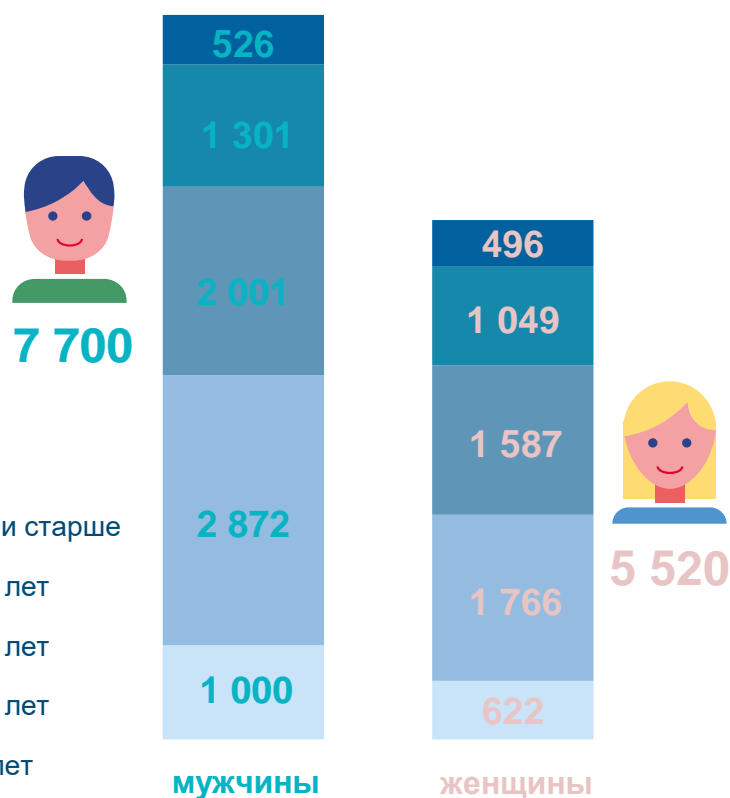 526
1 301
2 001
2 872
1 000
7 700
496
1 049
1 587
1 766
622
5 520
и старше
лет
лет
лет
лет
мужчины
женщины